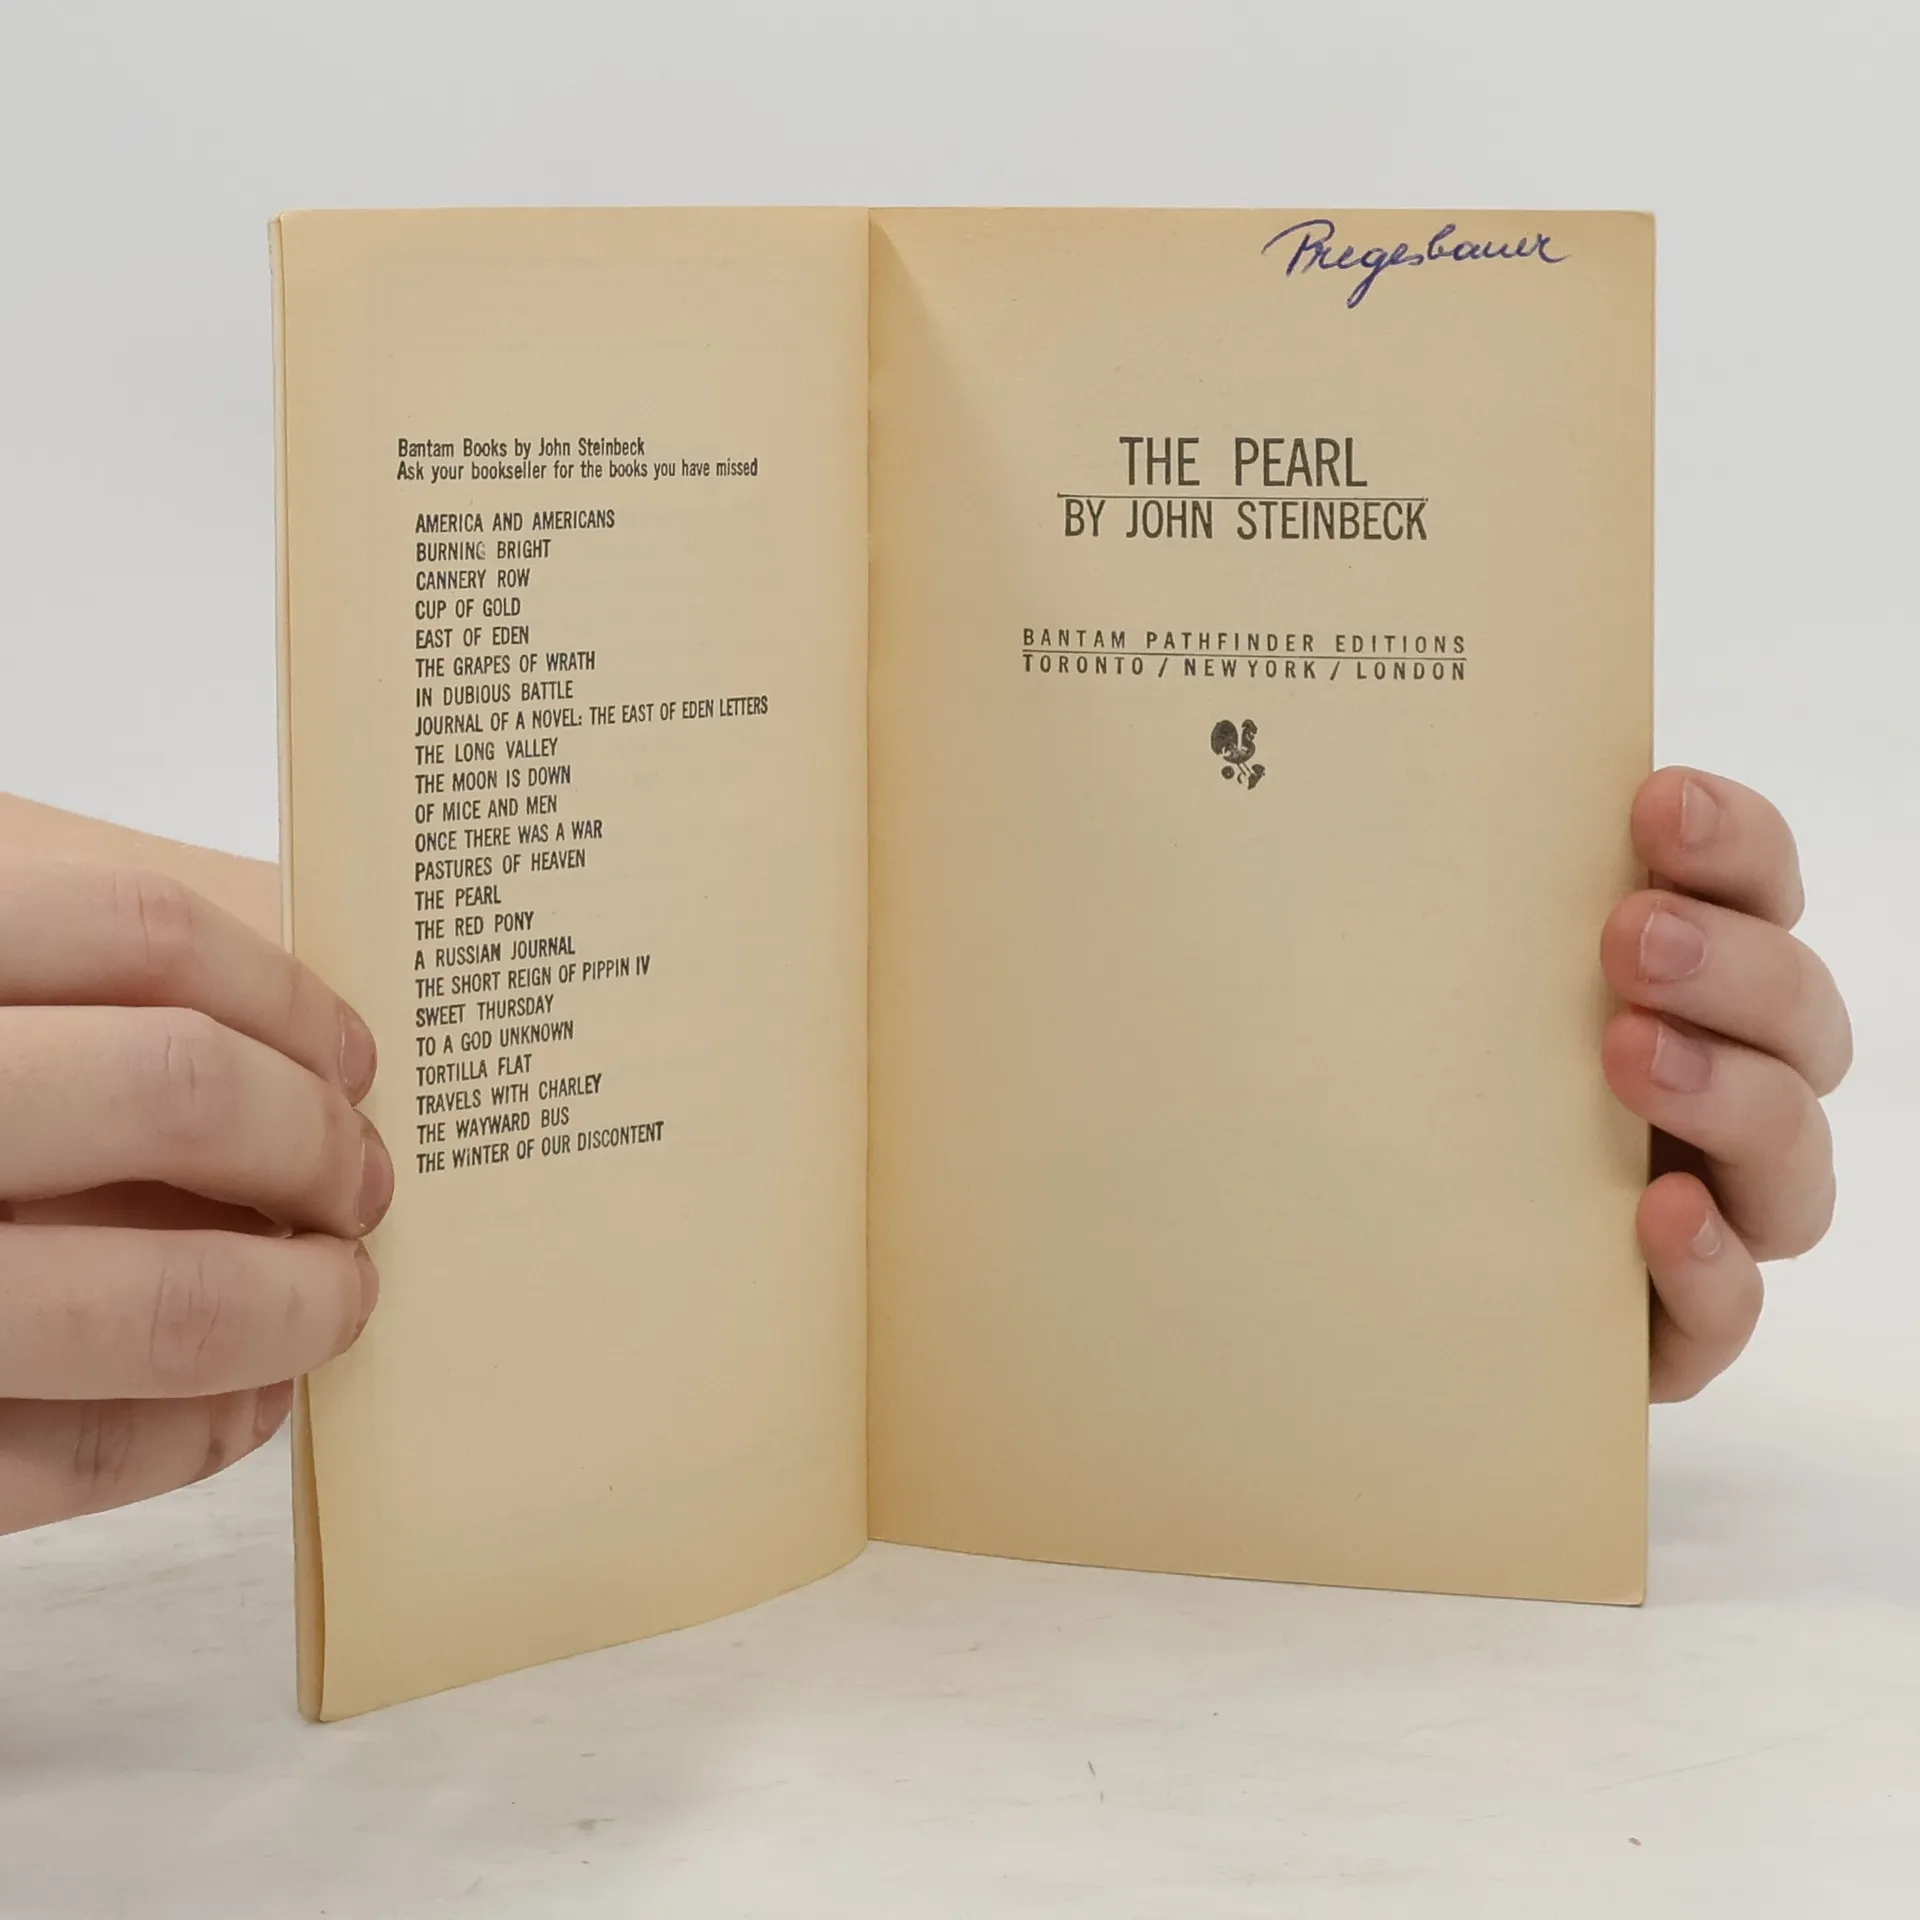 Bantam Books by John Steinbeck
Ask your bookseller for the books you have missed
AMERICA AND AMERICANS
BURNING BRIGHT
CANNERY ROW
CUP OF GOLD
EAST OF EDEN
THE GRAPES OF WRATH
IN DUBIOUS BATTLE
JOURNAL OF A NOVEL: THE EAST OF EDEN LETTERS
THE LONG VALLEY
THE MOON IS DOWN
OF MICE AND MEN
ONCE THERE WAS A WAR
PASTURES OF HEAVEN
THE PEARL
THE RED PONY
A RUSSIAN JOURNAL
THE SHORT REIGN OF PIPPIN IV
SWEET THURSDAY
TO A GOD UNKNOWN
TORTILLA FLAT
TRAVELS WITH CHARLEY
THE WAYWARD BUS
THE WINTER OF OUR DISCONTENT
THE PEARL
BY JOHN STEINBECK
BANTAM PATHFINDER EDITIONS
TORONTO / NEW YORK / LONDON